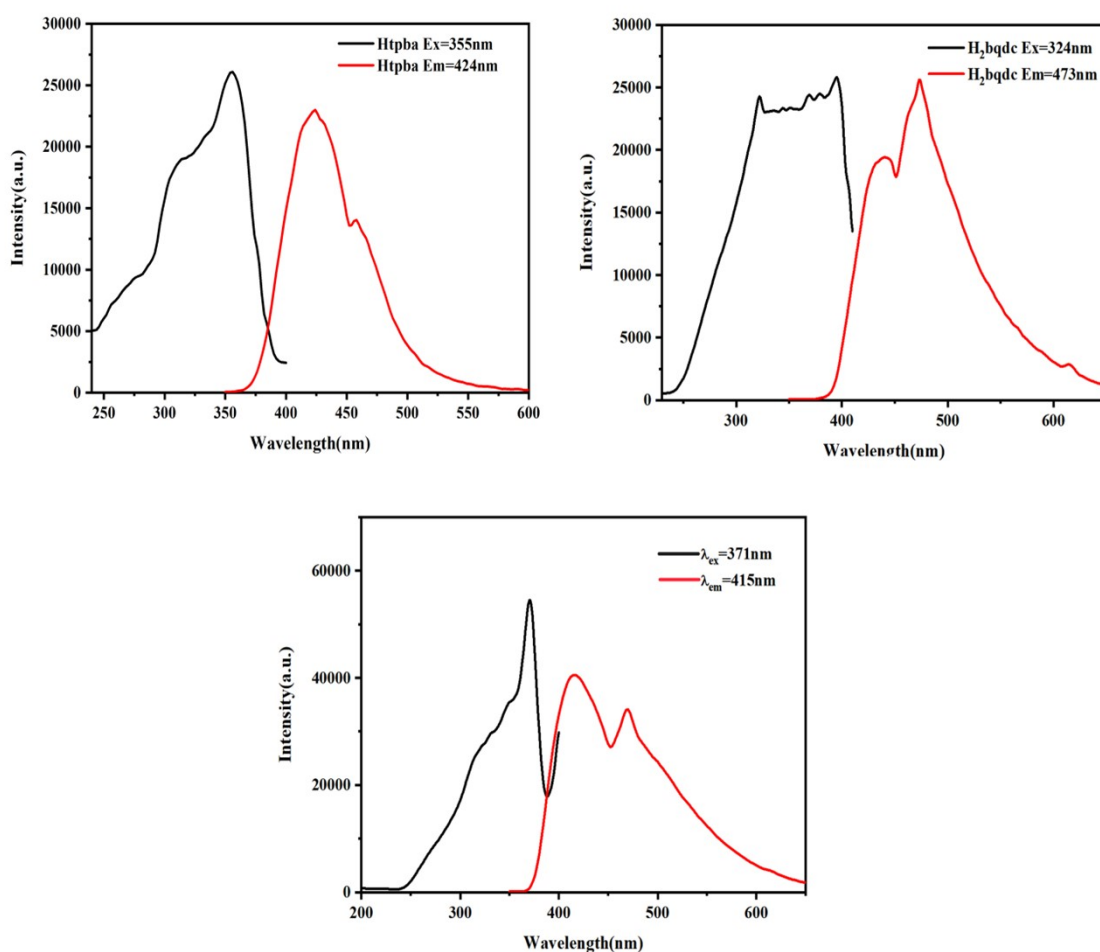 30000
25000
20000
15000
10000
5000
0
Intensity(a.u.)
Htpba Ex=355nm
Htpba Em=424nm
250 300 350 400 450 500 550 600
Wavelength(nm)
30000
25000
20000
15000
10000
5000
0
Intensity(a.u.)
H₂bqdc Ex=324nm
H₂bqdc Em=473nm
300 400 500 600
Wavelength(nm)
60000
40000
20000
0
Intensity(a.u.)
λex=371nm
λem=415nm
200 300 400 500 600
Wavelength(nm)